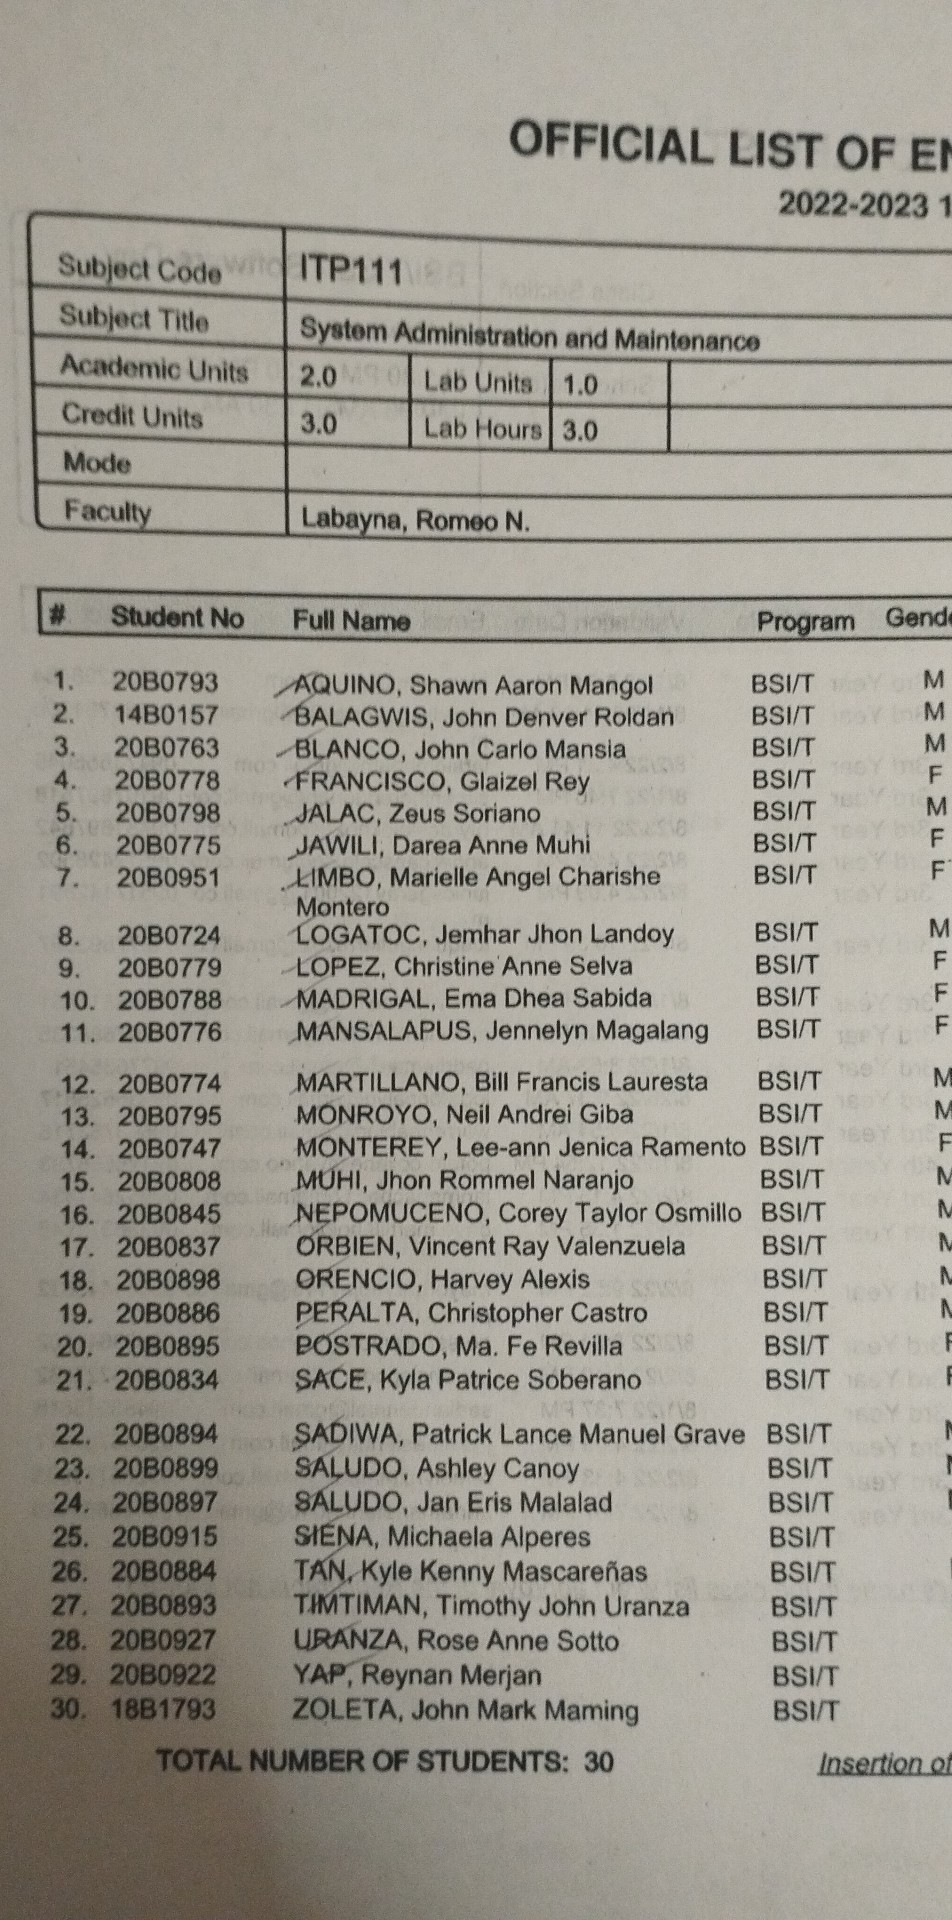 OFFICIAL LIST OF EN
2022-2023 1
Subject Code ITP111
Subject Title System Administration and Maintenance
Academic Units 2.0 Lab Units 1.0
Credit Units 3.0 Lab Hours 3.0
Mode
Faculty Labayna, Romeo N.
# Student No Full Name Program Gende
1. 20B0793 AQUINO, Shawn Aaron Mangol BSI/T M
2. 14B0157 BALAGWIS, John Denver Roldan BSI/T M
3. 20B0763 BLANCO, John Carlo Mansia BSI/T M
4. 20B0778 FRANCISCO, Glaizel Rey BSI/T F
5. 20B0798 JALAC, Zeus Soriano BSI/T M
6. 20B0775 JAWILI, Darea Anne Muhi BSI/T F
7. 20B0951 LIMBO, Marielle Angel Charishe BSI/T F
Montero
8. 20B0724 LOGATOC, Jemhar Jhon Landoy BSI/T M
9. 20B0779 LOPEZ, Christine Anne Selva BSI/T F
10. 20B0788 MADRIGAL, Ema Dhea Sabida BSI/T F
11. 20B0776 MANSALAPUS, Jennelyn Magalang BSI/T F
12. 20B0774 MARTILLANO, Bill Francis Lauresta BSI/T M
13. 20B0795 MONROYO, Neil Andrei Giba BSI/T M
14. 20B0747 MONTEREY, Lee-ann Jenica Ramento BSI/T F
15. 20B0808 MUHI, Jhon Rommel Naranjo BSI/T M
16. 20B0845 NEPOMUCENO, Corey Taylor Osmillo BSI/T M
17. 20B0837 ORBIEN, Vincent Ray Valenzuela BSI/T M
18. 20B0898 ORENCIO, Harvey Alexis BSI/T M
19. 20B0886 PERALTA, Christopher Castro BSI/T
20. 20B0895 POSTRADO, Ma. Fe Revilla BSI/T F
21. 20B0834 SACE, Kyla Patrice Soberano BSI/T F
22. 20B0894 SADIWA, Patrick Lance Manuel Grave BSI/T
23. 20B0899 SALUDO, Ashley Canoy BSI/T
24. 20B0897 SALUDO, Jan Eris Malalad BSI/T
25. 20B0915 SIENA, Michaela Alperes BSI/T
26. 20B0884 TAN, Kyle Kenny Mascareñas BSI/T
27. 20B0893 TIMTIMAN, Timothy John Uranza BSI/T
28. 20B0927 URANZA, Rose Anne Sotto BSI/T
29. 20B0922 YAP, Reynan Merjan BSI/T
30. 18B1793 ZOLETA, John Mark Maming BSI/T
TOTAL NUMBER OF STUDENTS: 30 Insertion of